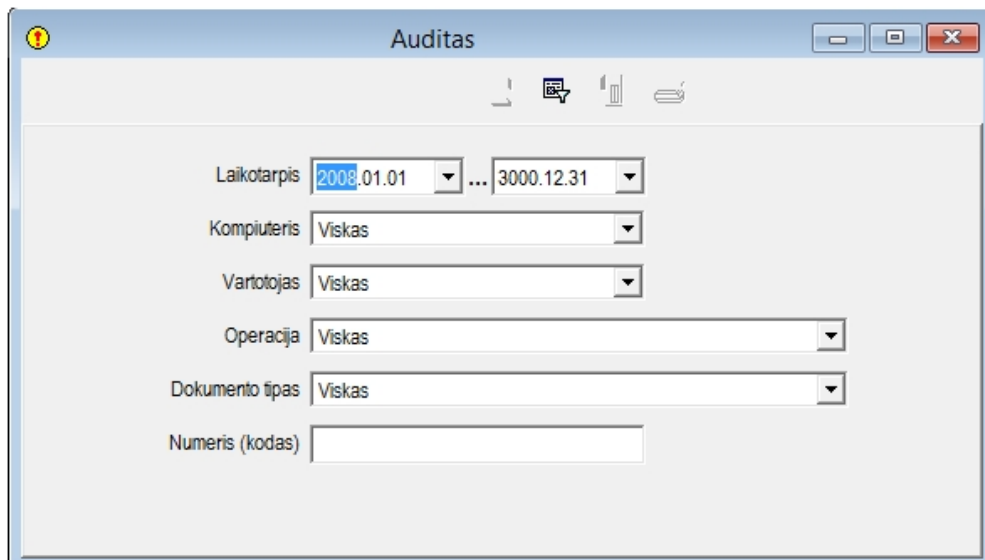 Auditas
Laikotarpis 2008.01.01 ... 3000.12.31
Kompiuteris Viskas
Vartotojas Viskas
Operacija Viskas
Dokumento tipas Viskas
Numeris (kodas)